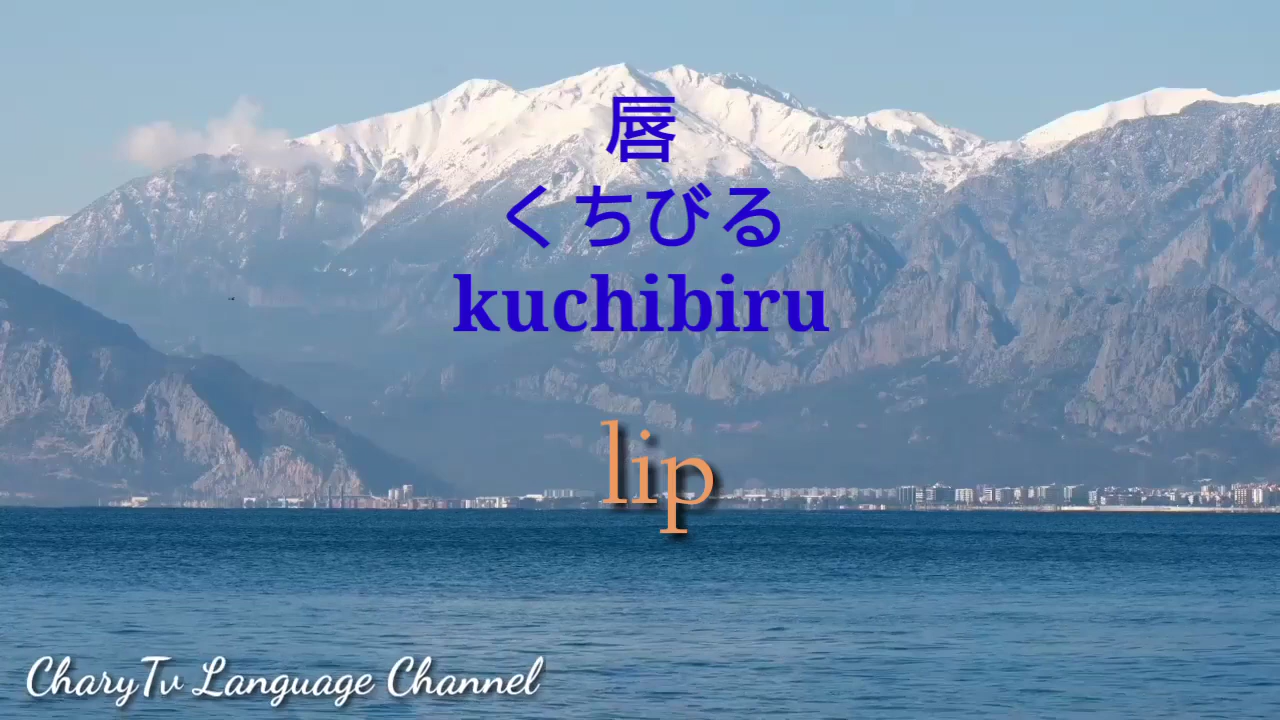 唇
くちびる
kuchibiru
lip
CharyTv Language Channel